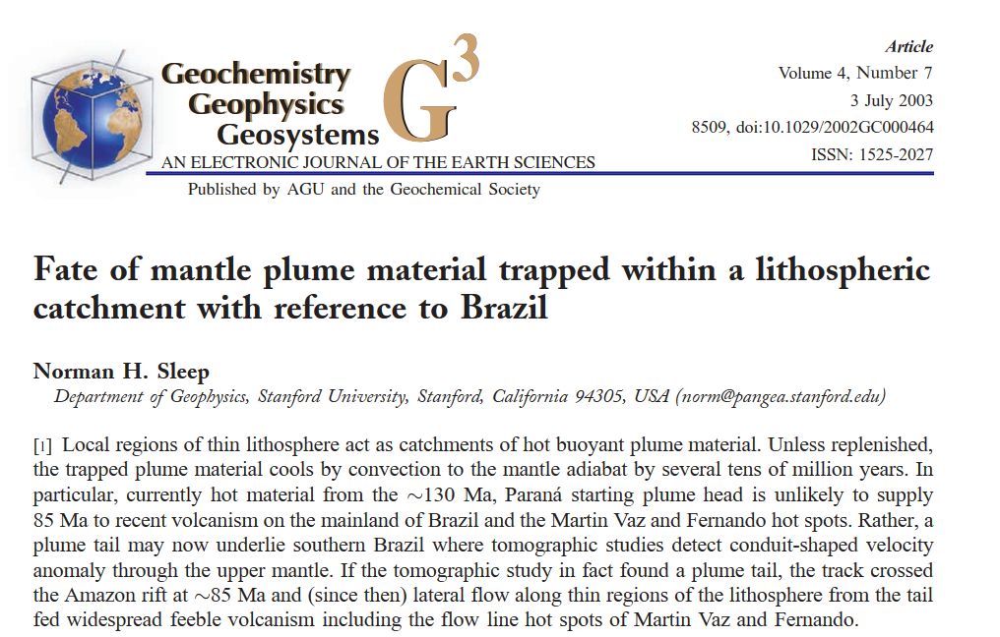 Geochemistry
Geophysics
Geosystems
G3
AN ELECTRONIC JOURNAL OF THE EARTH SCIENCES
Published by AGU and the Geochemical Society
Article
Volume 4, Number 7
3 July 2003
8509, doi:10.1029/2002GC000464
ISSN: 1525-2027
Fate of mantle plume material trapped within a lithospheric
catchment with reference to Brazil
Norman H. Sleep
Department of Geophysics, Stanford University, Stanford, California 94305, USA (norm@pangea.stanford.edu)
[1] Local regions of thin lithosphere act as catchments of hot buoyant plume material. Unless replenished,
the trapped plume material cools by convection to the mantle adiabat by several tens of million years. In
particular, currently hot material from the ∼130 Ma, Paraná starting plume head is unlikely to supply
85 Ma to recent volcanism on the mainland of Brazil and the Martin Vaz and Fernando hot spots. Rather, a
plume tail may now underlie southern Brazil where tomographic studies detect conduit-shaped velocity
anomaly through the upper mantle. If the tomographic study in fact found a plume tail, the track crossed
the Amazon rift at ∼85 Ma and (since then) lateral flow along thin regions of the lithosphere from the tail
fed widespread feeble volcanism including the flow line hot spots of Martin Vaz and Fernando.